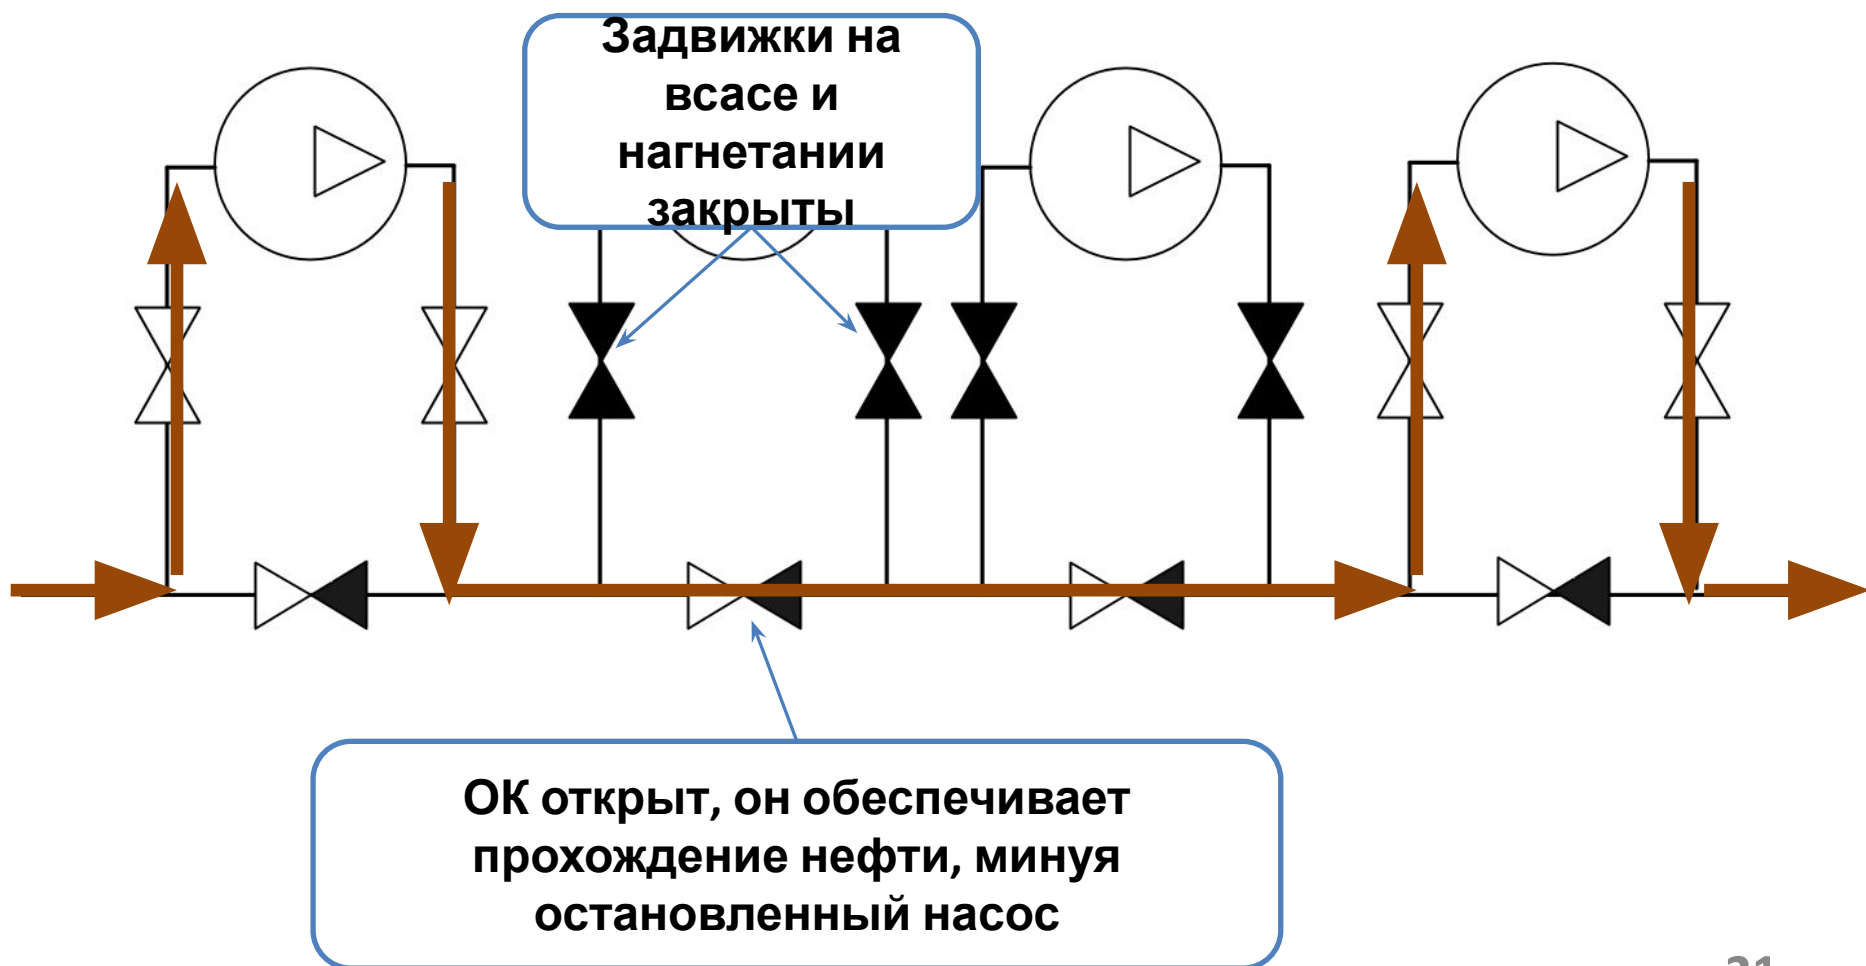 Задвижки на
всасе и
нагнетании
закрыты
ОК открыт, он обеспечивает
прохождение нефти, минуя
остановленный насос